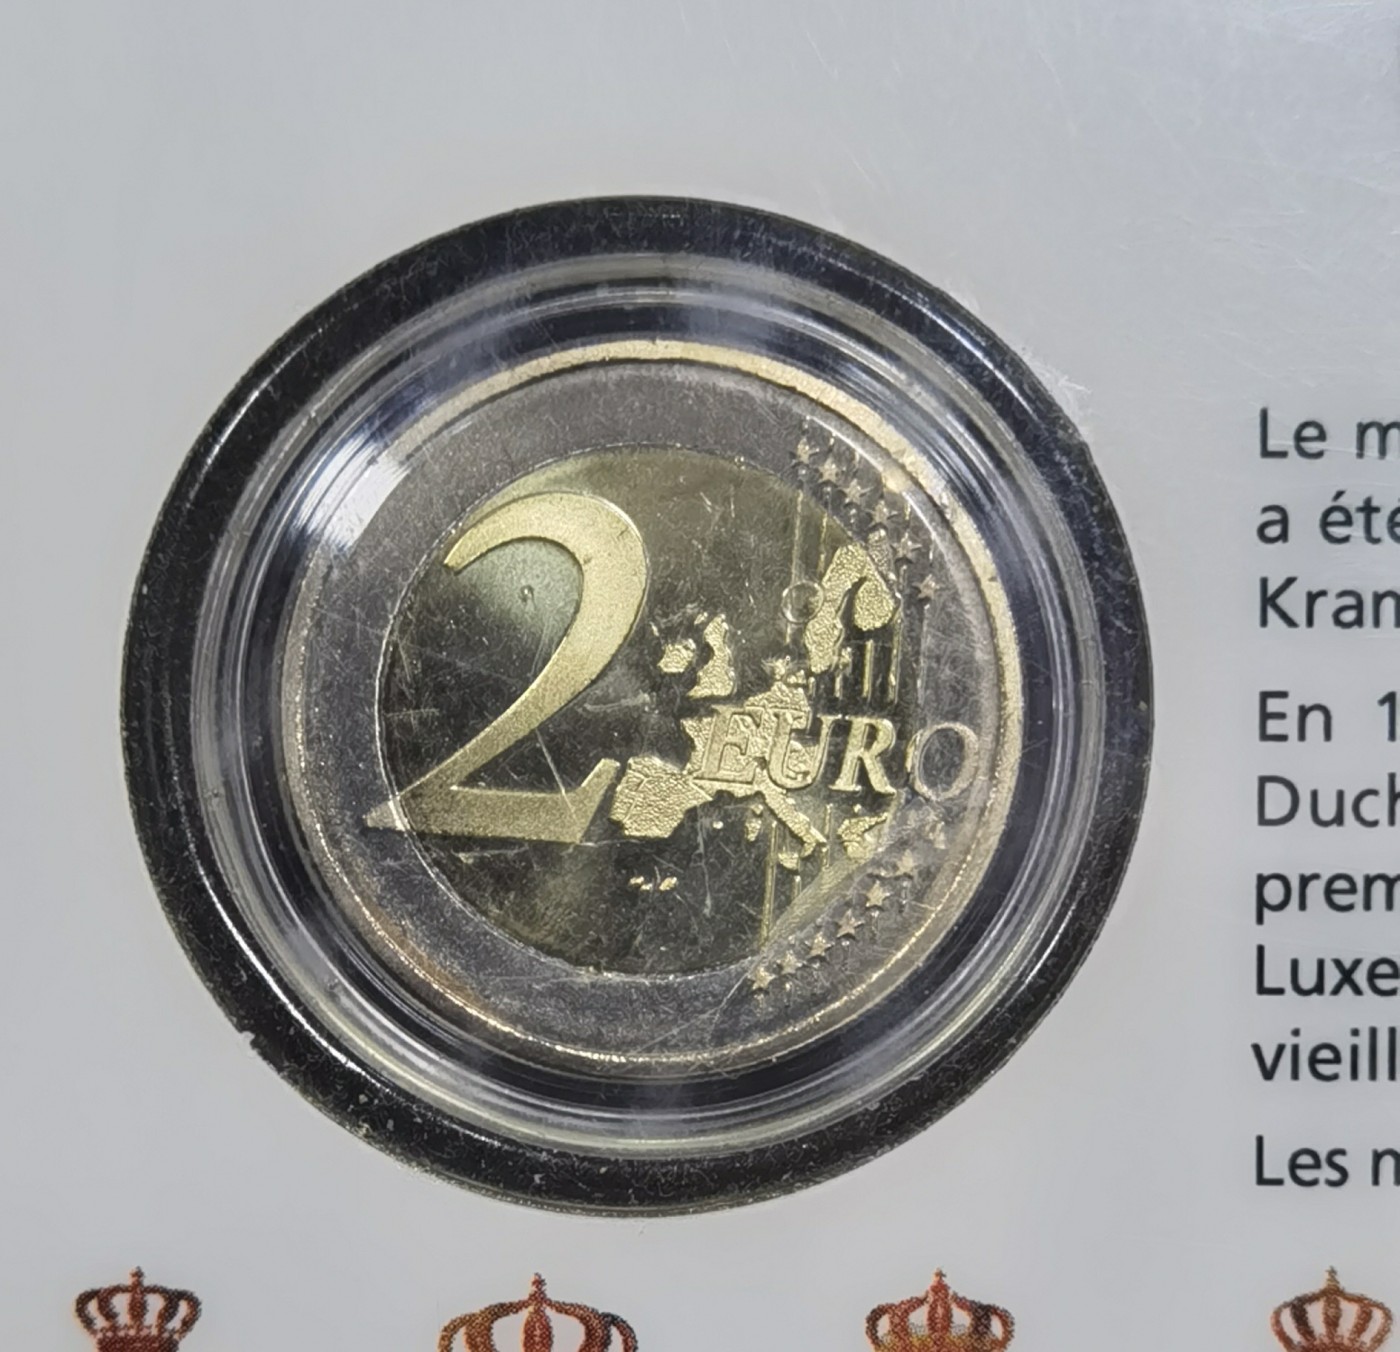 2 EURO
Le m
a été
Kram
En 1
Duch
prem
Luxe
vieill
Les m